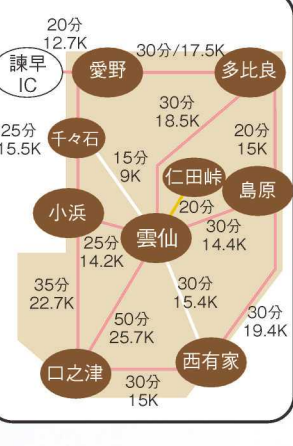 20分
12.7K
諫早
IC
愛野
30分/17.5K
多比良
30分
18.5K
25分
15.5K
千々石
15分
9K
20分
15K
仁田峠
島原
小浜
20分
雲仙
30分
14.4K
25分
14.2K
35分
22.7K
30分
15.4K
50分
25.7K
30分
19.4K
口之津
西有家
30分
15K